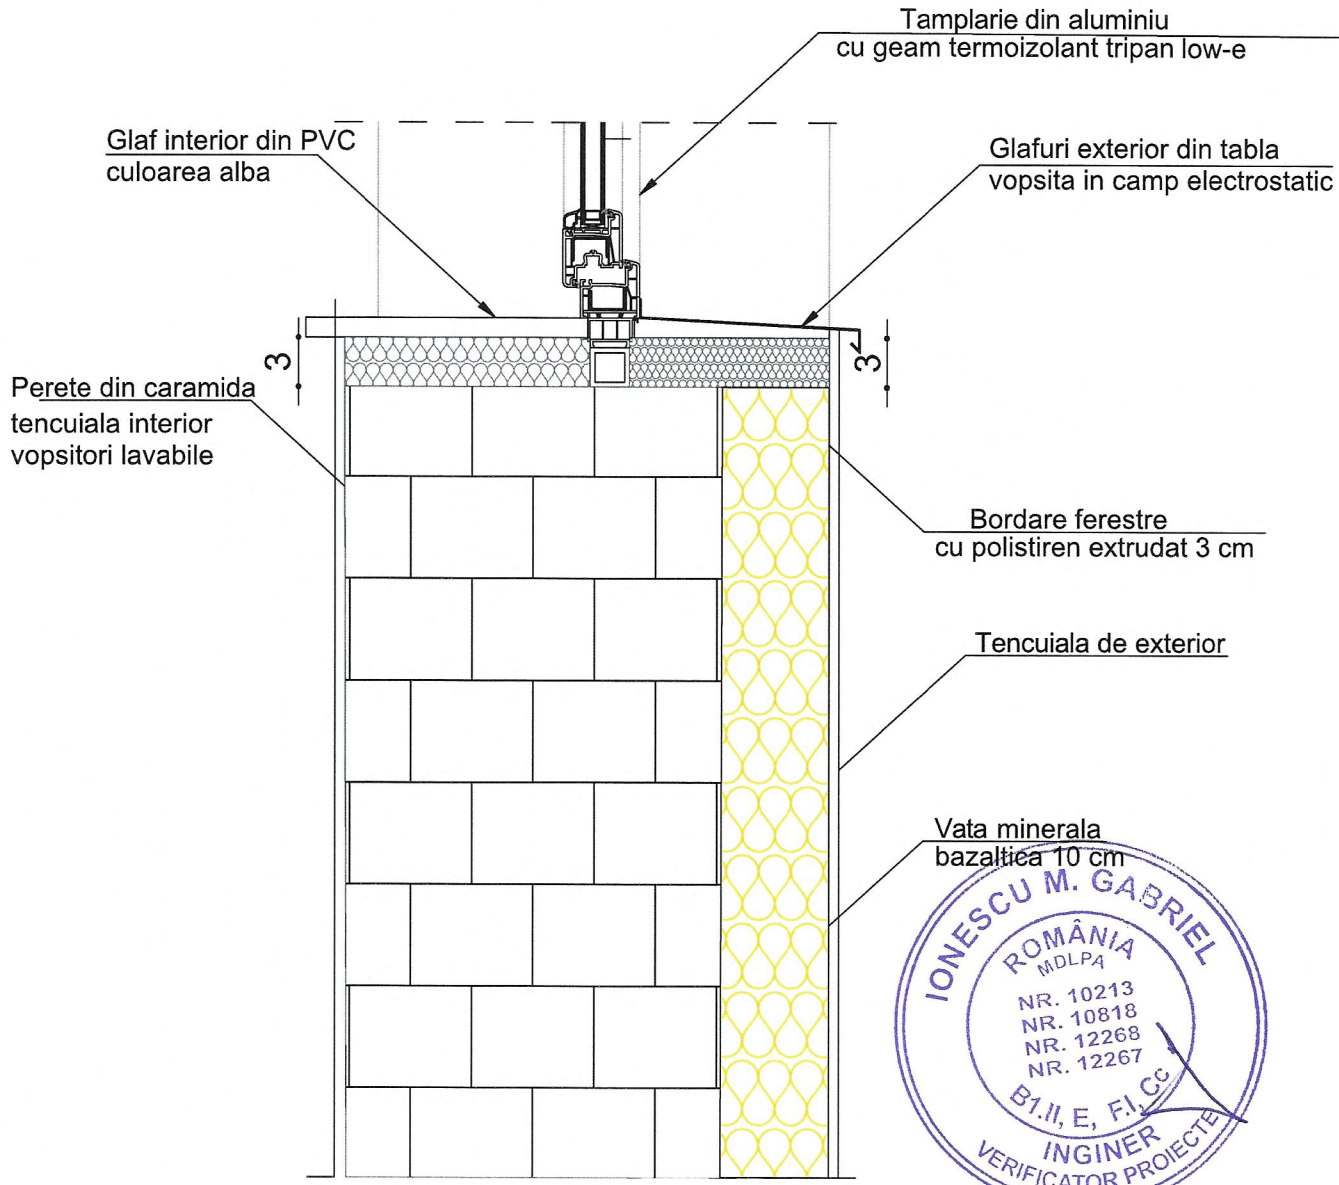 Tamplarie din aluminiu
cu geam termoizolant tripan low-e
Glaf interior din PVC
culoarea alba
Glafuri exterior din tabla
vopsita in camp electrostatic
3
3
Perete din caramida
tencuiala interior
vopsitori lavabile
Bordare ferestre
cu polistiren extrudat 3 cm
Tencuiala de exterior
Vata minerala
bazaltica 10 cm
IONESCU M. GABRIEL
ROMÂNIA
MDLPA
NR. 10213
NR. 10818
NR. 12268
NR. 12267
B1.II, E, F.I, Cc
INGINER
VERIFICATOR PROIECTE